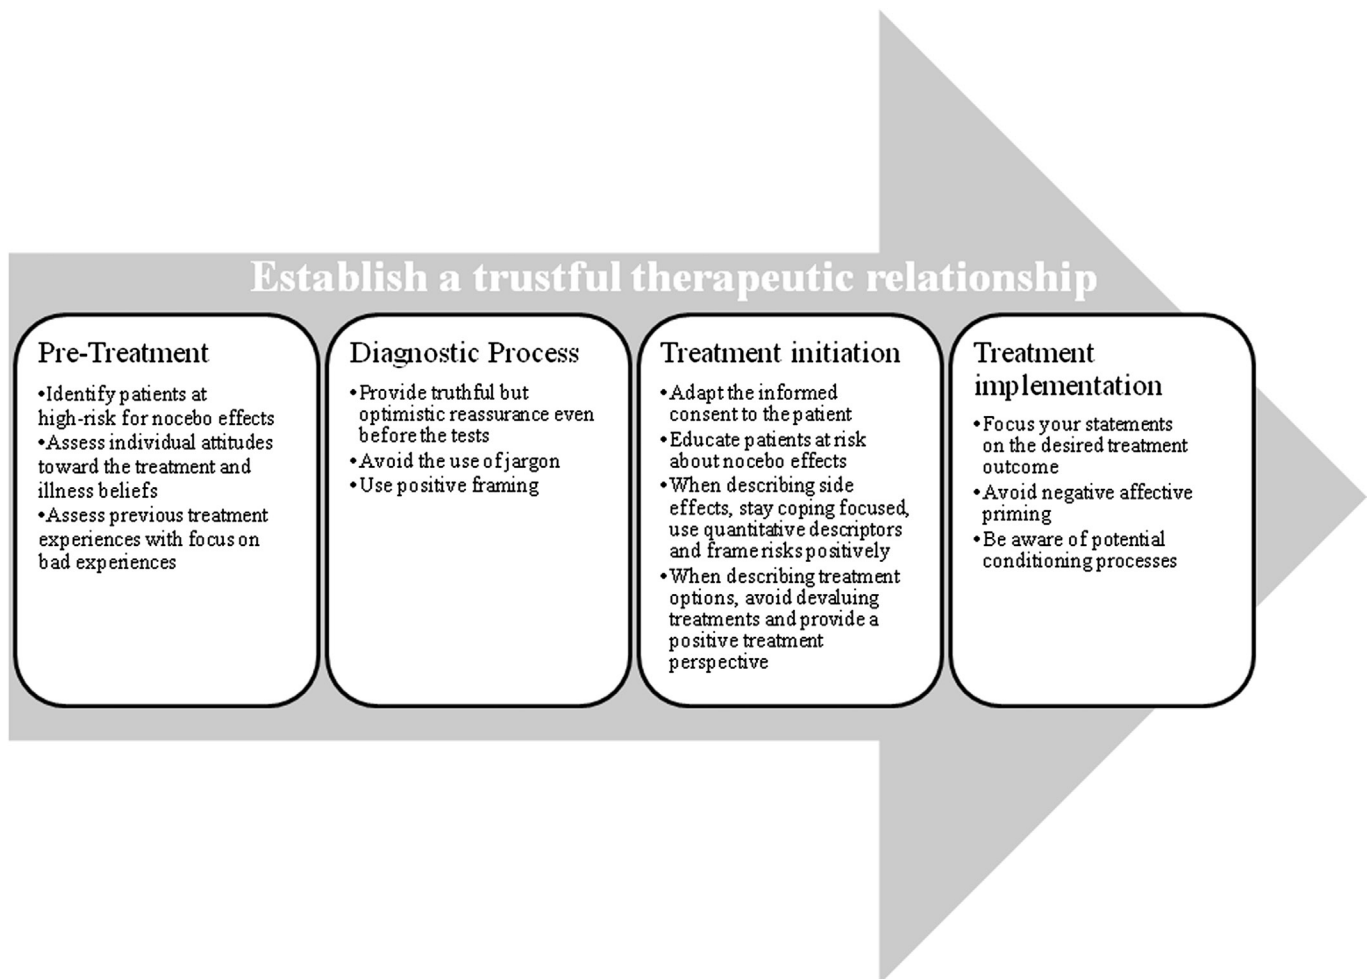 Establish a trustful therapeutic relationship
Pre-Treatment
•Identify patients at
high-risk for nocebo effects
•Assess individual attitudes
toward the treatment and
illness beliefs
•Assess previous treatment
experiences with focus on
bad experiences
Diagnostic Process
•Provide truthful but
optimistic reassurance even
before the tests
•Avoid the use of jargon
•Use positive framing
Treatment initiation
•Adapt the informed
consent to the patient
•Educate patients at risk
about nocebo effects
•When describing side
effects, stay coping focused,
use quantitative descriptors
and frame risks positively
•When describing treatment
options, avoid devaluing
treatments and provide a
positive treatment
perspective
Treatment
implementation
•Focus your statements
on the desired treatment
outcome
•Avoid negative affective
priming
•Be aware of potential
conditioning processes